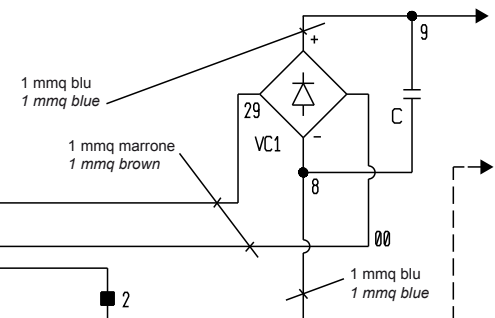 +
9
1 mmq blu
1 mmq blue
29
C
VC1
−
1 mmq marrone
1 mmq brown
8
00
1 mmq blu
1 mmq blue
2